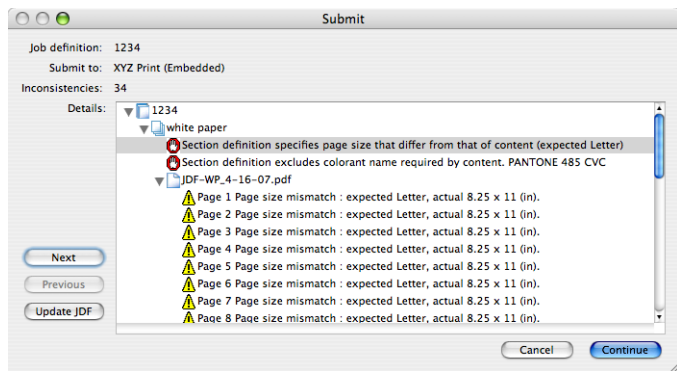 Submit
Job definition: 1234
Submit to: XYZ Print (Embedded)
Inconsistencies: 34
Details:
1234
white paper
Section definition specifies page size that differ from that of content (expected Letter)
Section definition excludes colorant name required by content. PANTONE 485 CVC
JDF-WP_4-16-07.pdf
Page 1 Page size mismatch : expected Letter, actual 8.25 x 11 (in).
Page 2 Page size mismatch : expected Letter, actual 8.25 x 11 (in).
Page 3 Page size mismatch : expected Letter, actual 8.25 x 11 (in).
Page 4 Page size mismatch : expected Letter, actual 8.25 x 11 (in).
Page 5 Page size mismatch : expected Letter, actual 8.25 x 11 (in).
Page 6 Page size mismatch : expected Letter, actual 8.25 x 11 (in).
Page 7 Page size mismatch : expected Letter, actual 8.25 x 11 (in).
Page 8 Page size mismatch : expected Letter, actual 8.25 x 11 (in).
Next
Previous
Update JDF
Cancel
Continue